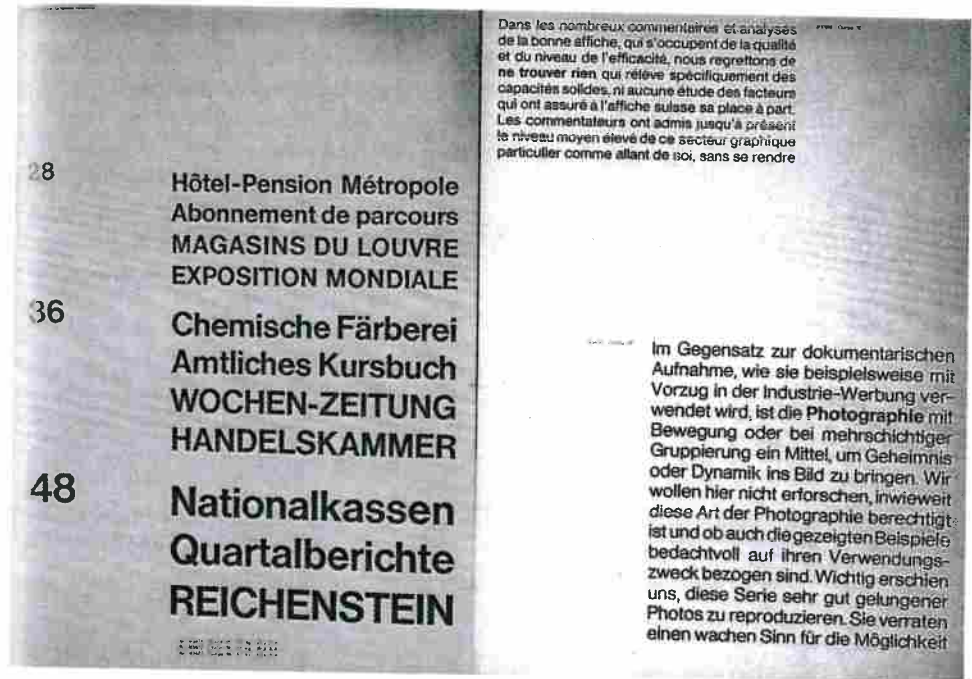 28
Hôtel-Pension Métropole
Abonnement de parcours
MAGASINS DU LOUVRE
EXPOSITION MONDIALE
36
Chemische Färberei
Amtliches Kursbuch
WOCHEN-ZEITUNG
HANDELSKAMMER
48
Nationalkassen
Quartalberichte
REICHENSTEIN
Dans les nombreux commentaires et analyses
de la bonne affiche, qui s'occupent de la qualité
et du niveau de l'efficacité, nous regrettons de
ne trouver rien qui relève spécifiquement des
capacités solides, ni aucune étude des facteurs
qui ont assuré à l'affiche suisse sa place à part.
Les commentateurs ont admis jusqu'à présent
le niveau moyen élevé de ce secteur graphique
particulier comme allant de soi, sans se rendre
Im Gegensatz zur dokumentarischen
Aufnahme, wie sie beispielsweise mit
Vorzug in der Industrie-Werbung ver-
wendet wird, ist die Photographie mit
Bewegung oder bei mehrschichtiger
Gruppierung ein Mittel, um Geheimnis
oder Dynamik ins Bild zu bringen. Wir
wollen hier nicht erforschen, inwieweit
diese Art der Photographie berechtigt
ist und ob auch die gezeigten Beispiele
bedachtvoll auf ihren Verwendungs-
zweck bezogen sind. Wichtig erschien
uns, diese Serie sehr gut gelungener
Photos zu reproduzieren. Sie verraten
einen wachen Sinn für die Möglichkeit